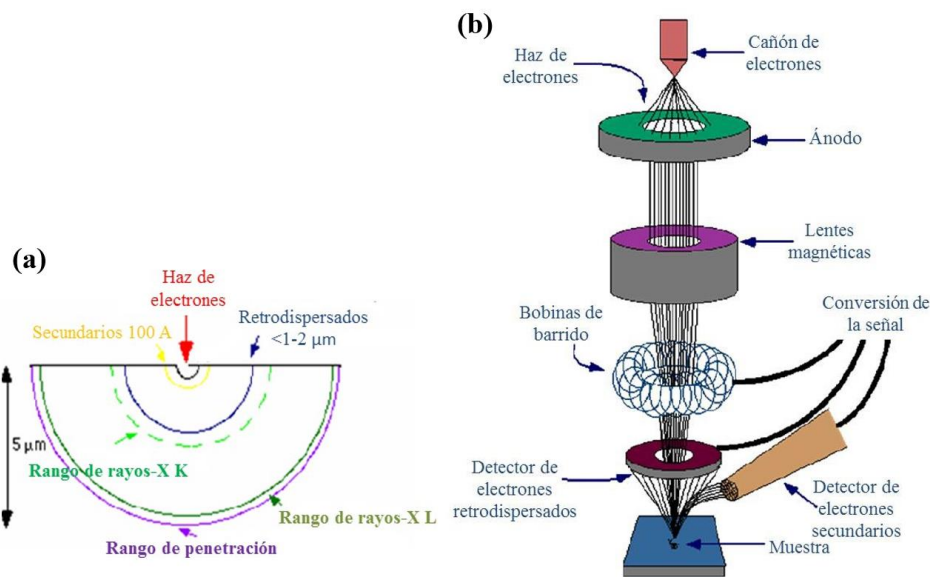 (a)
Haz de
electrones
Secundarios 100 A
Retrodispersados
<1-2 µm
5 µm
Rango de rayos-X K
Rango de rayos-X L
Rango de penetración
(b)
Haz de
electrones
Cañón de
electrones
Ánodo
Lentes
magnéticas
Bobinas de
barrido
Conversión de
la señal
Detector de
electrones
retrodispersados
Detector de
electrones
secundarios
Muestra